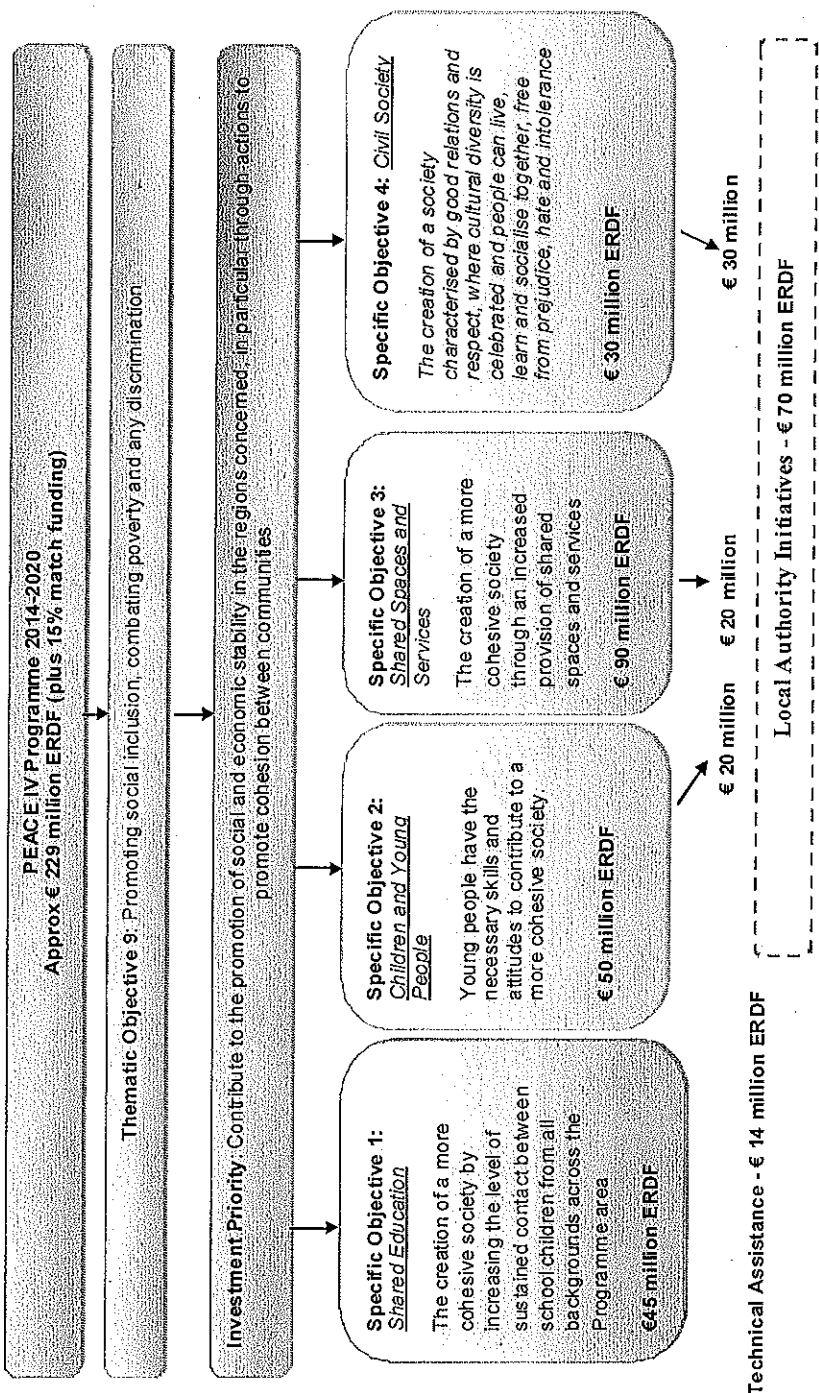 PEACE IV Programme 2014-2020
Approx € 229 million ERDF (plus 15% match funding)
Thematic Objective 9: Promoting social inclusion, combating poverty and any discrimination
Investment Priority: Contribute to the promotion of social and economic stability in the regions concerned, in particular through actions to
promote cohesion between communities
Specific Objective 1:
Shared Education
The creation of a more
cohesive society by
increasing the level of
sustained contact between
school children from all
backgrounds across the
Programme area
€45 million ERDF
Specific Objective 2:
Children and Young
People
Young people have the
necessary skills and
attitudes to contribute to a
more cohesive society
€ 50 million ERDF
Specific Objective 3:
Shared Spaces and
Services
The creation of a more
cohesive society
through an increased
provision of shared
spaces and services
€ 90 million ERDF
Specific Objective 4: Civil Society
The creation of a society
characterised by good relations and
respect, where cultural diversity is
celebrated and people can live,
learn and socialise together, free
from prejudice, hate and intolerance
€ 30 million ERDF
€ 20 million
€ 20 million
€ 30 million
Technical Assistance - € 14 million ERDF
Local Authority Initiatives - € 70 million ERDF